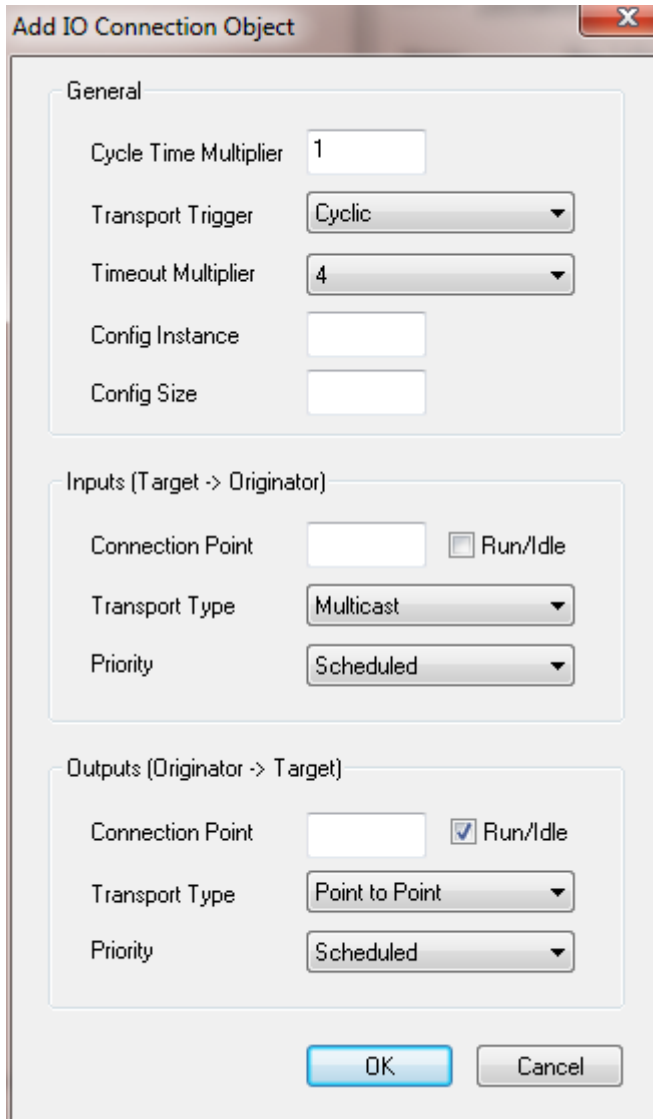 Add IO Connection Object
General
Cycle Time Multiplier 1
Transport Trigger Cyclic
Timeout Multiplier 4
Config Instance
Config Size
Inputs (Target -> Originator)
Connection Point Run/Idle
Transport Type Multicast
Priority Scheduled
Outputs (Originator -> Target)
Connection Point Run/Idle
Transport Type Point to Point
Priority Scheduled
OK Cancel